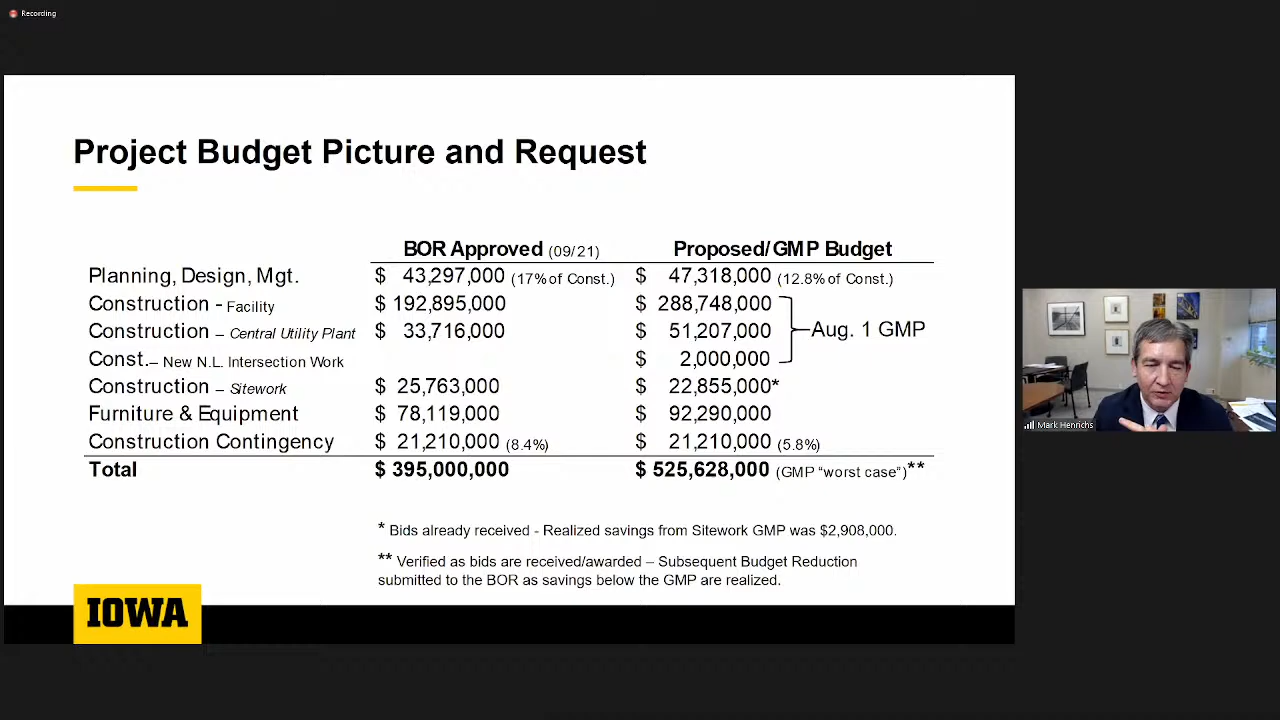 Recording
Project Budget Picture and Request
BOR Approved (09/21) Proposed/GMP Budget
Planning, Design, Mgt. $ 43,297,000 (17% of Const.) $ 47,318,000 (12.8% of Const.)
Construction - Facility $ 192,895,000 $ 288,748,000
Construction – Central Utility Plant $ 33,716,000 $ 51,207,000 Aug. 1 GMP
Const.– New N.L. Intersection Work $ 2,000,000
Construction – Sitework $ 25,763,000 $ 22,855,000*
Furniture & Equipment $ 78,119,000 $ 92,290,000
Construction Contingency $ 21,210,000 (8.4%) $ 21,210,000 (5.8%)
Total $ 395,000,000 $ 525,628,000 (GMP “worst case”)**
* Bids already received - Realized savings from Sitework GMP was $2,908,000.
** Verified as bids are received/awarded – Subsequent Budget Reduction
submitted to the BOR as savings below the GMP are realized.
IOWA
Mark Henrichs